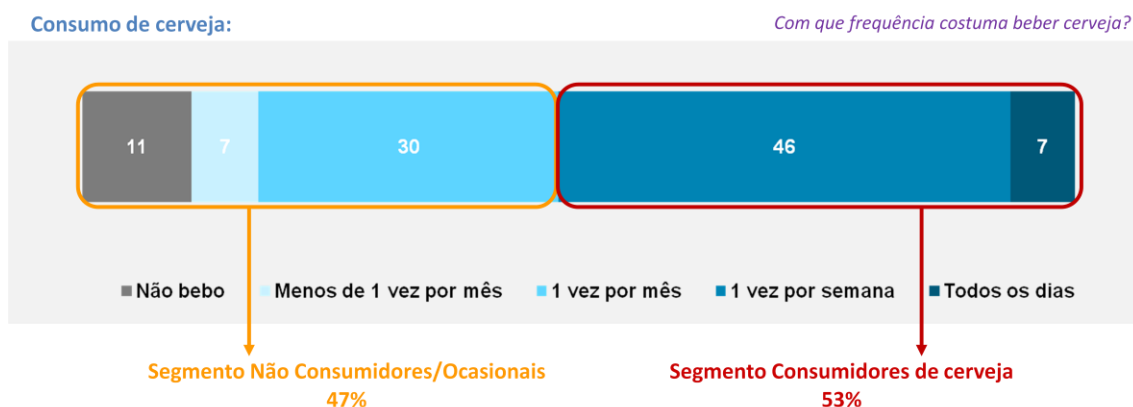 Consumo de cerveja:
Com que frequência costuma beber cerveja?
11 7 30 46 7
Não bebo Menos de 1 vez por mês 1 vez por mês 1 vez por semana Todos os dias
Segmento Não Consumidores/Ocasionais
47%
Segmento Consumidores de cerveja
53%